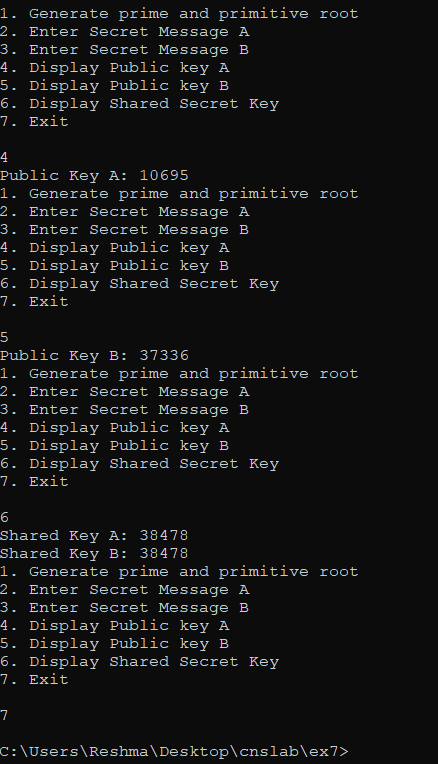 1. Generate prime and primitive root
2. Enter Secret Message A
3. Enter Secret Message B
4. Display Public key A
5. Display Public key B
6. Display Shared Secret Key
7. Exit
4
Public Key A: 10695
1. Generate prime and primitive root
2. Enter Secret Message A
3. Enter Secret Message B
4. Display Public key A
5. Display Public key B
6. Display Shared Secret Key
7. Exit
5
Public Key B: 37336
1. Generate prime and primitive root
2. Enter Secret Message A
3. Enter Secret Message B
4. Display Public key A
5. Display Public key B
6. Display Shared Secret Key
7. Exit
6
Shared Key A: 38478
Shared Key B: 38478
1. Generate prime and primitive root
2. Enter Secret Message A
3. Enter Secret Message B
4. Display Public key A
5. Display Public key B
6. Display Shared Secret Key
7. Exit
7
C:\Users\Reshma\Desktop\cnslab\ex7>